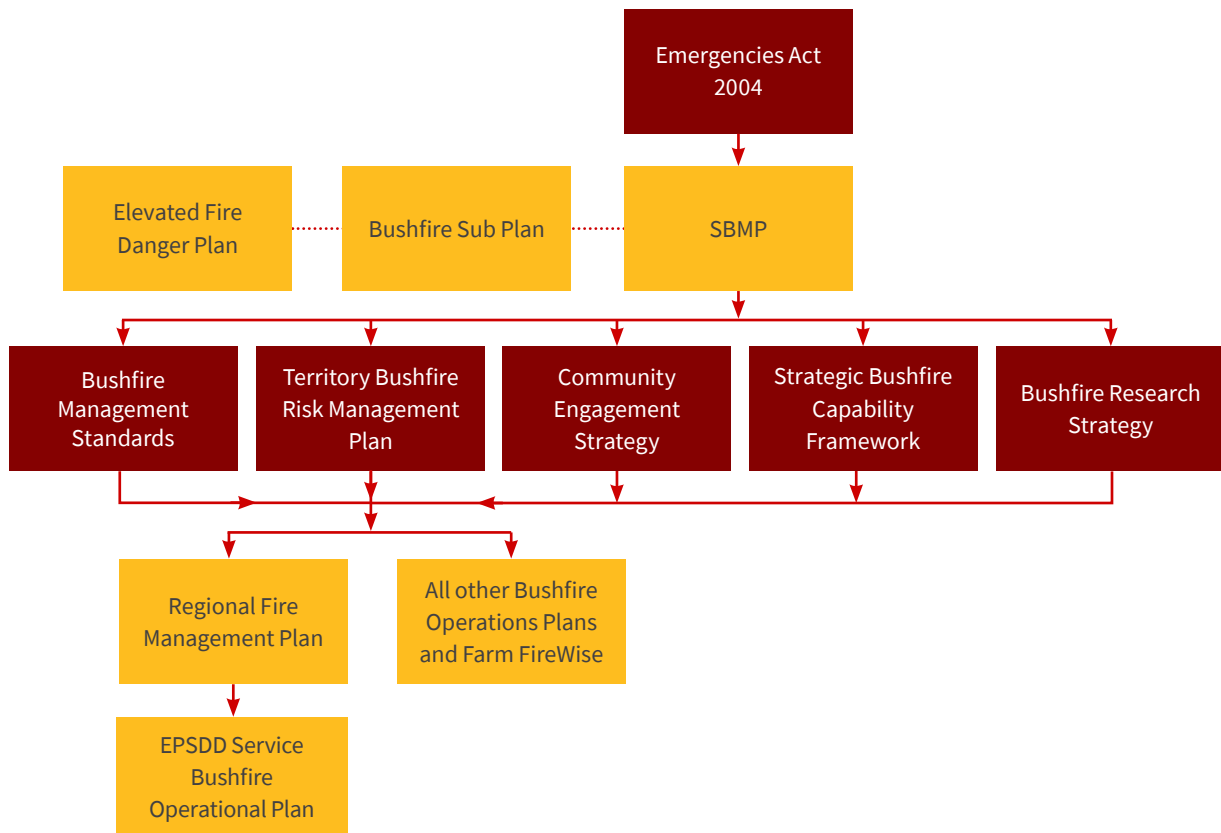 Emergencies Act
2004
Elevated Fire
Danger Plan
Bushfire Sub Plan
SBMP
Bushfire
Management
Standards
Territory Bushfire
Risk Management
Plan
Community
Engagement
Strategy
Strategic Bushfire
Capability
Framework
Bushfire Research
Strategy
Regional Fire
Management Plan
All other Bushfire
Operations Plans
and Farm FireWise
EPSDD Service
Bushfire
Operational Plan